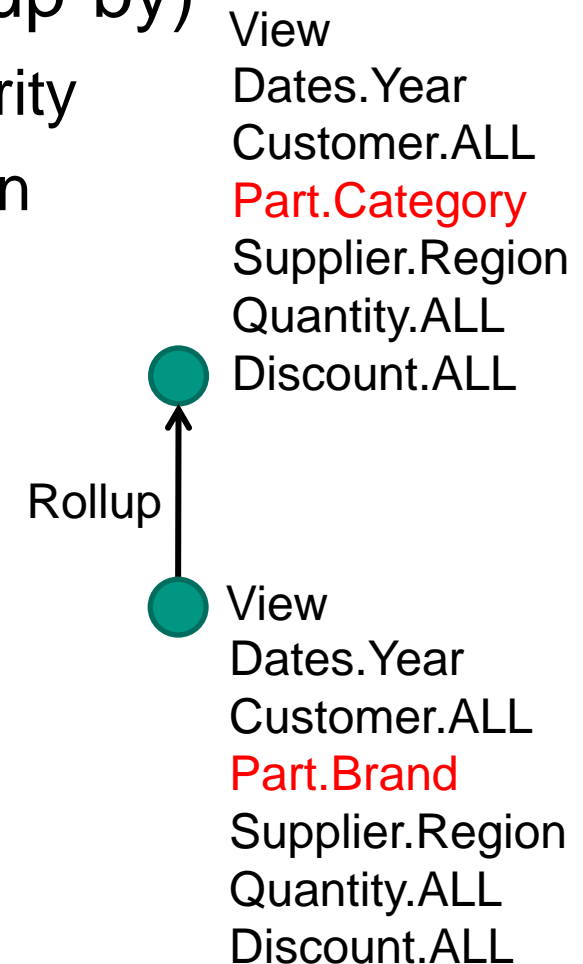 up by)
View
rity
Dates.Year
Customer.ALL
n
Part.Category
Supplier.Region
Quantity.ALL
Discount.ALL
Rollup
View
Dates.Year
Customer.ALL
Part.Brand
Supplier.Region
Quantity.ALL
Discount.ALL